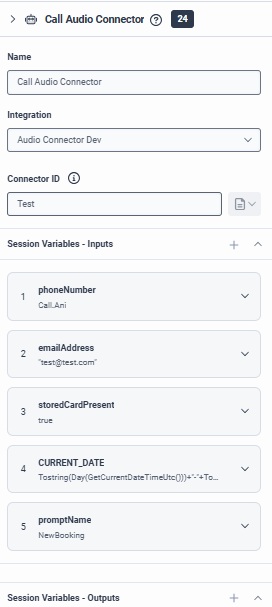 Call Audio Connector 24
Name
Call Audio Connector
Integration
Audio Connector Dev
Connector ID
Test
Session Variables - Inputs
1
phoneNumber
Call.Ani
2
emailAddress
"test@test.com"
3
storedCardPresent
true
4
CURRENT_DATE
Tostring(Day(GetCurrentDateTimeUtc()))+"-"+To...
5
promptName
NewBooking
Session Variables - Outputs